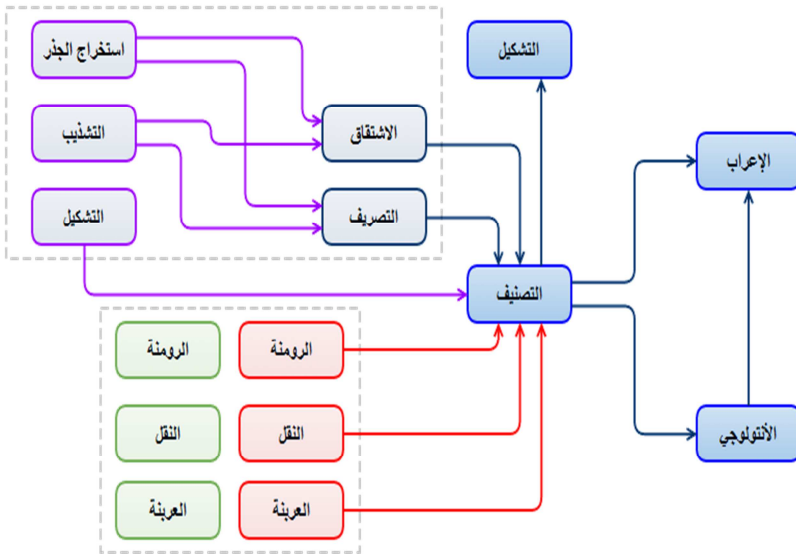 استخراج الجذر
التشكيل
التشذيب
الاشتقاق
الإعراب
التشكيل
التصريف
التصنيف
الرومنة
الرومنة
النقل
النقل
الأنتولوجي
العربنة
العربنة